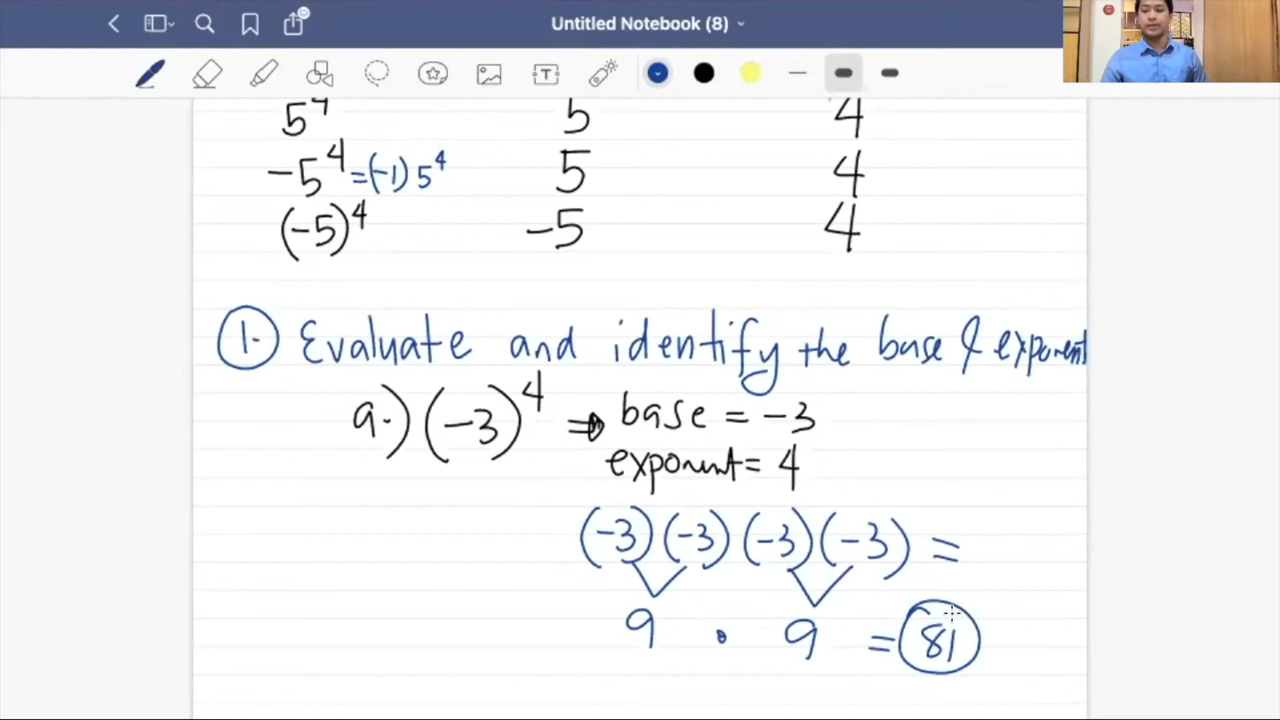 Untitled Notebook (8)
5⁴ 5 4
-5⁴ =(-1) 5⁴ 5 4
(-5)⁴ -5 4
1. Evaluate and identify the base & exponent
a.) (-3)⁴ ⇒ base = -3
exponent = 4
(-3)(-3)(-3)(-3) =
9 · 9 = 81